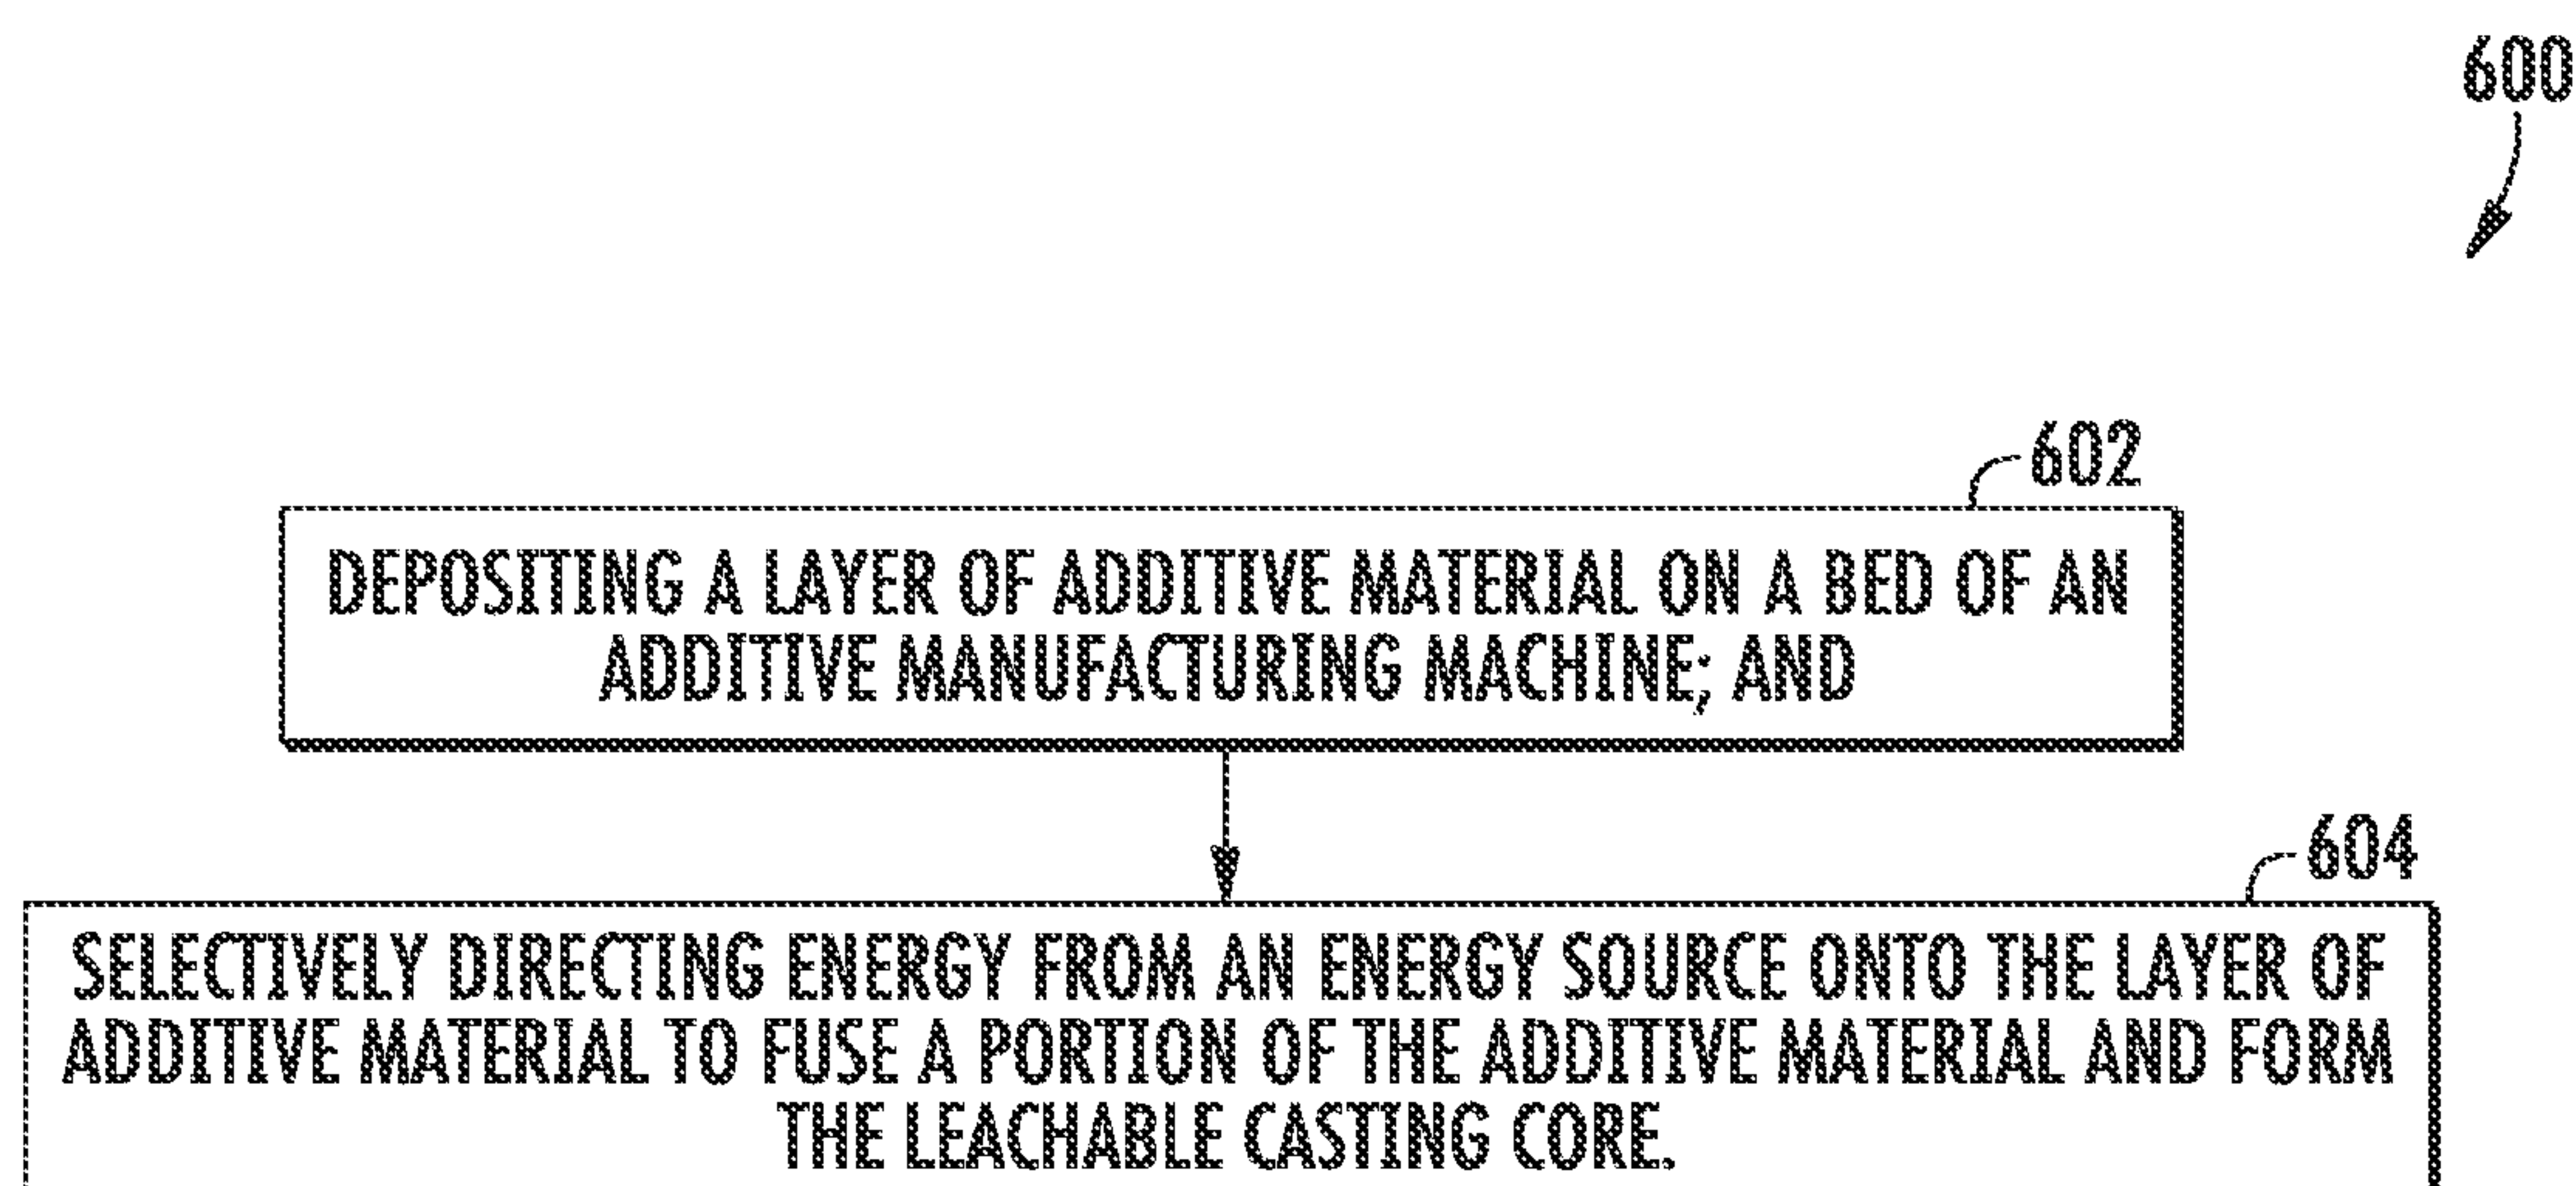 600
602
DEPOSITING A LAYER OF ADDITIVE MATERIAL ON A BED OF AN
ADDITIVE MANUFACTURING MACHINE; AND
604
SELECTIVELY DIRECTING ENERGY FROM AN ENERGY SOURCE ONTO THE LAYER OF
ADDITIVE MATERIAL TO FUSE A PORTION OF THE ADDITIVE MATERIAL AND FORM
THE LEACHABLE CASTING CORE.